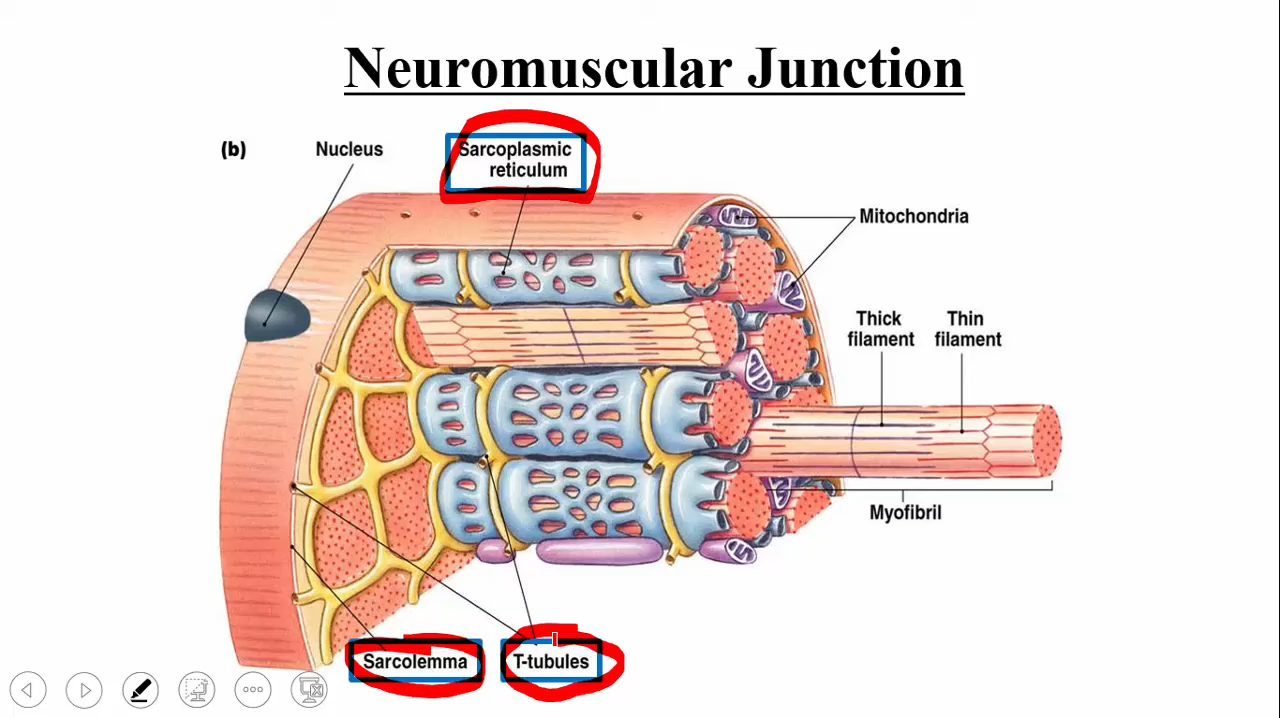 Neuromuscular Junction
(b)
Nucleus
Sarcoplasmic
reticulum
Mitochondria
Thick
filament
Thin
filament
Myofibril
Sarcolemma
T-tubules